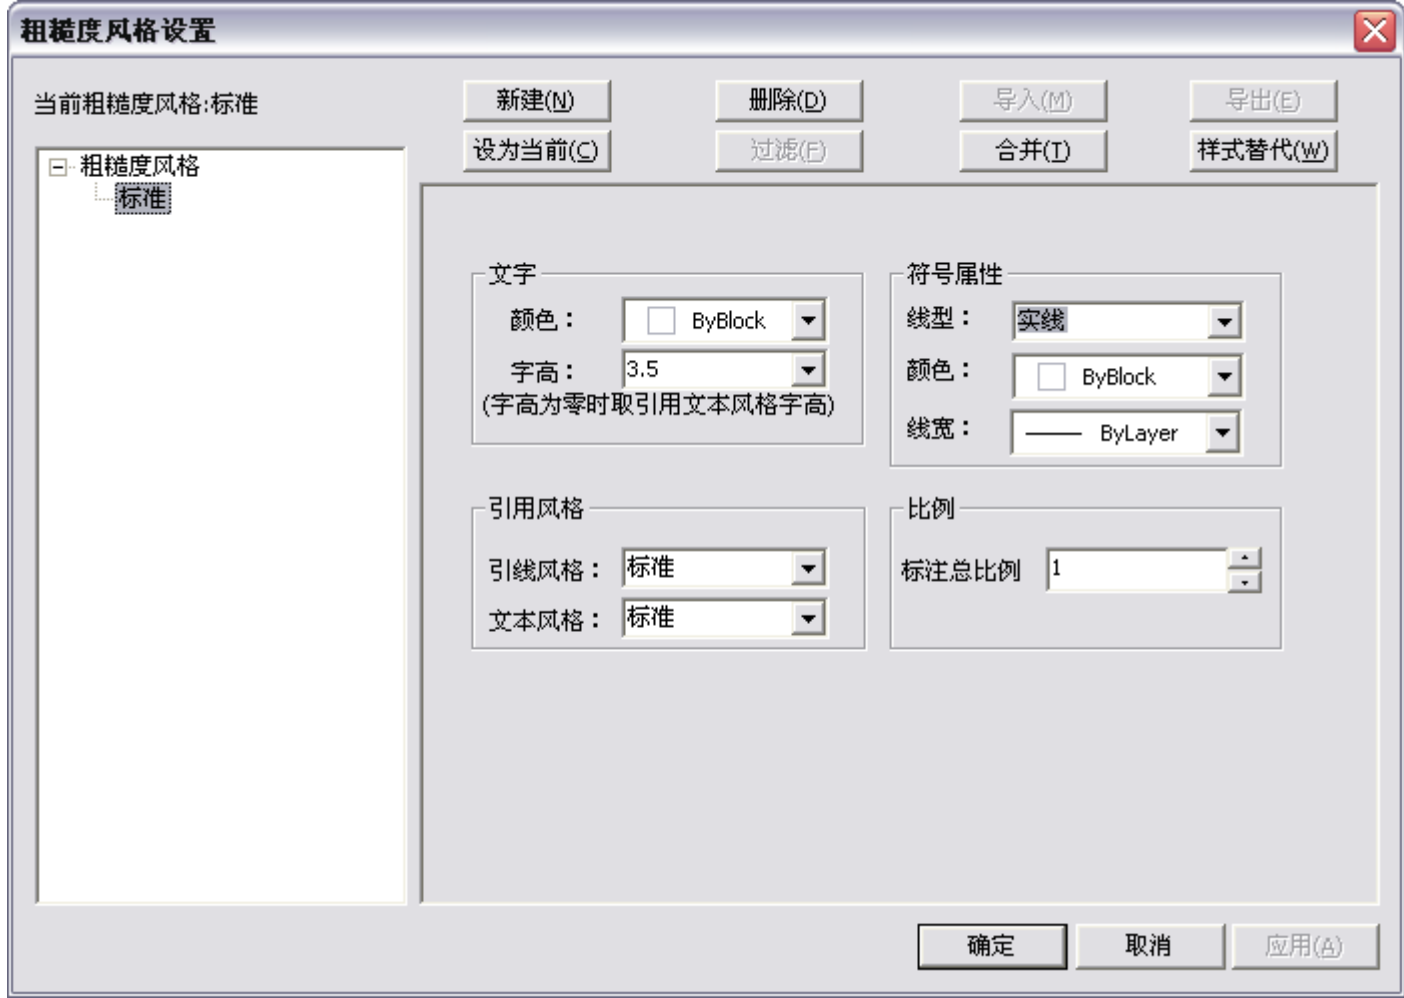 粗糙度风格设置
当前粗糙度风格:标准
新建(N)
删除(D)
导入(M)
导出(E)
设为当前(C)
过滤(F)
合并(T)
样式替代(W)
粗糙度风格
标准
文字
颜色：
ByBlock
字高：
3.5
(字高为零时取引用文本风格字高)
符号属性
线型：
实线
颜色：
ByBlock
线宽：
ByLayer
引用风格
引线风格：
标准
文本风格：
标准
比例
标注总比例
1
确定
取消
应用(A)